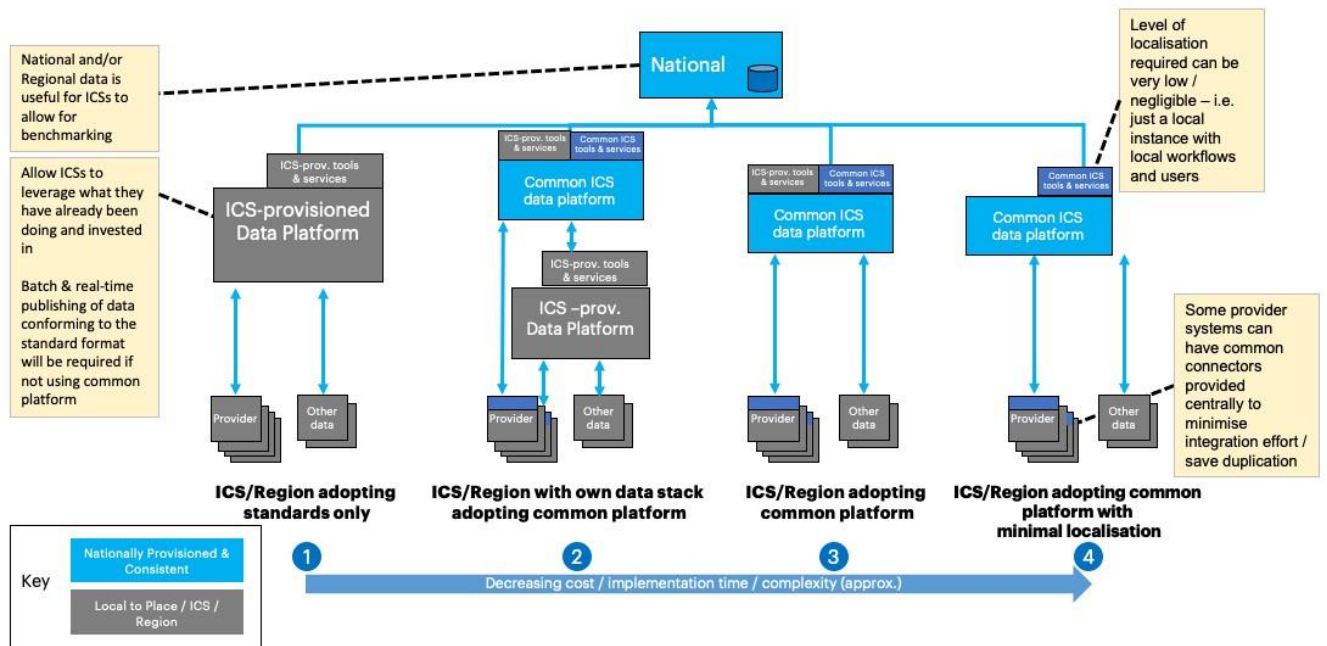 National and/or
Regional data is
useful for ICSs to
allow for
benchmarking
Allow ICSs to
leverage what they
have already been
doing and invested
in
Batch & real-time
publishing of data
conforming to the
standard format
will be required if
not using common
platform
National
Level of
localisation
required can be
very low /
negligible – i.e.
just a local
instance with
local workflows
and users
ICS-prov. tools
& services
ICS-provisioned
Data Platform
Provider
Other
data
ICS/Region adopting
standards only
ICS-prov. tools
& services
Common ICS
tools & services
Common ICS
data platform
ICS-prov. tools
& services
ICS –prov.
Data Platform
Provider
Other
data
ICS/Region with own data stack
adopting common platform
ICS-prov. tools
& services
Common ICS
tools & services
Common ICS
data platform
Provider
Other
data
ICS/Region adopting
common platform
Common ICS
tools & services
Common ICS
data platform
Provider
Other
data
Some provider
systems can
have common
connectors
provided
centrally to
minimise
integration effort /
save duplication
ICS/Region adopting common
platform with
minimal localisation
1
2
3
4
Decreasing cost / implementation time / complexity (approx.)
Key
Nationally Provisioned &
Consistent
Local to Place / ICS /
Region